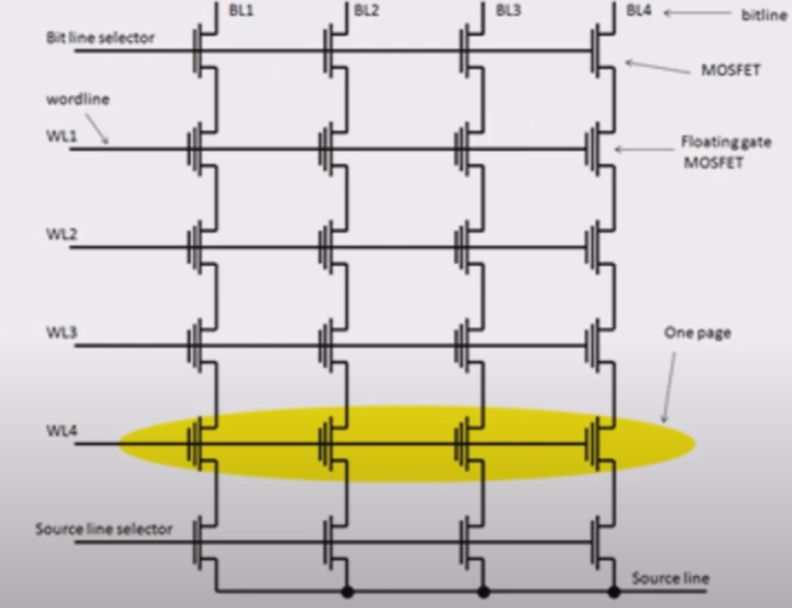 BL1
BL2
BL3
BL4
bitline
Bit line selector
MOSFET
wordline
WL1
Floating gate
MOSFET
WL2
WL3
One page
WL4
Source line selector
Source line